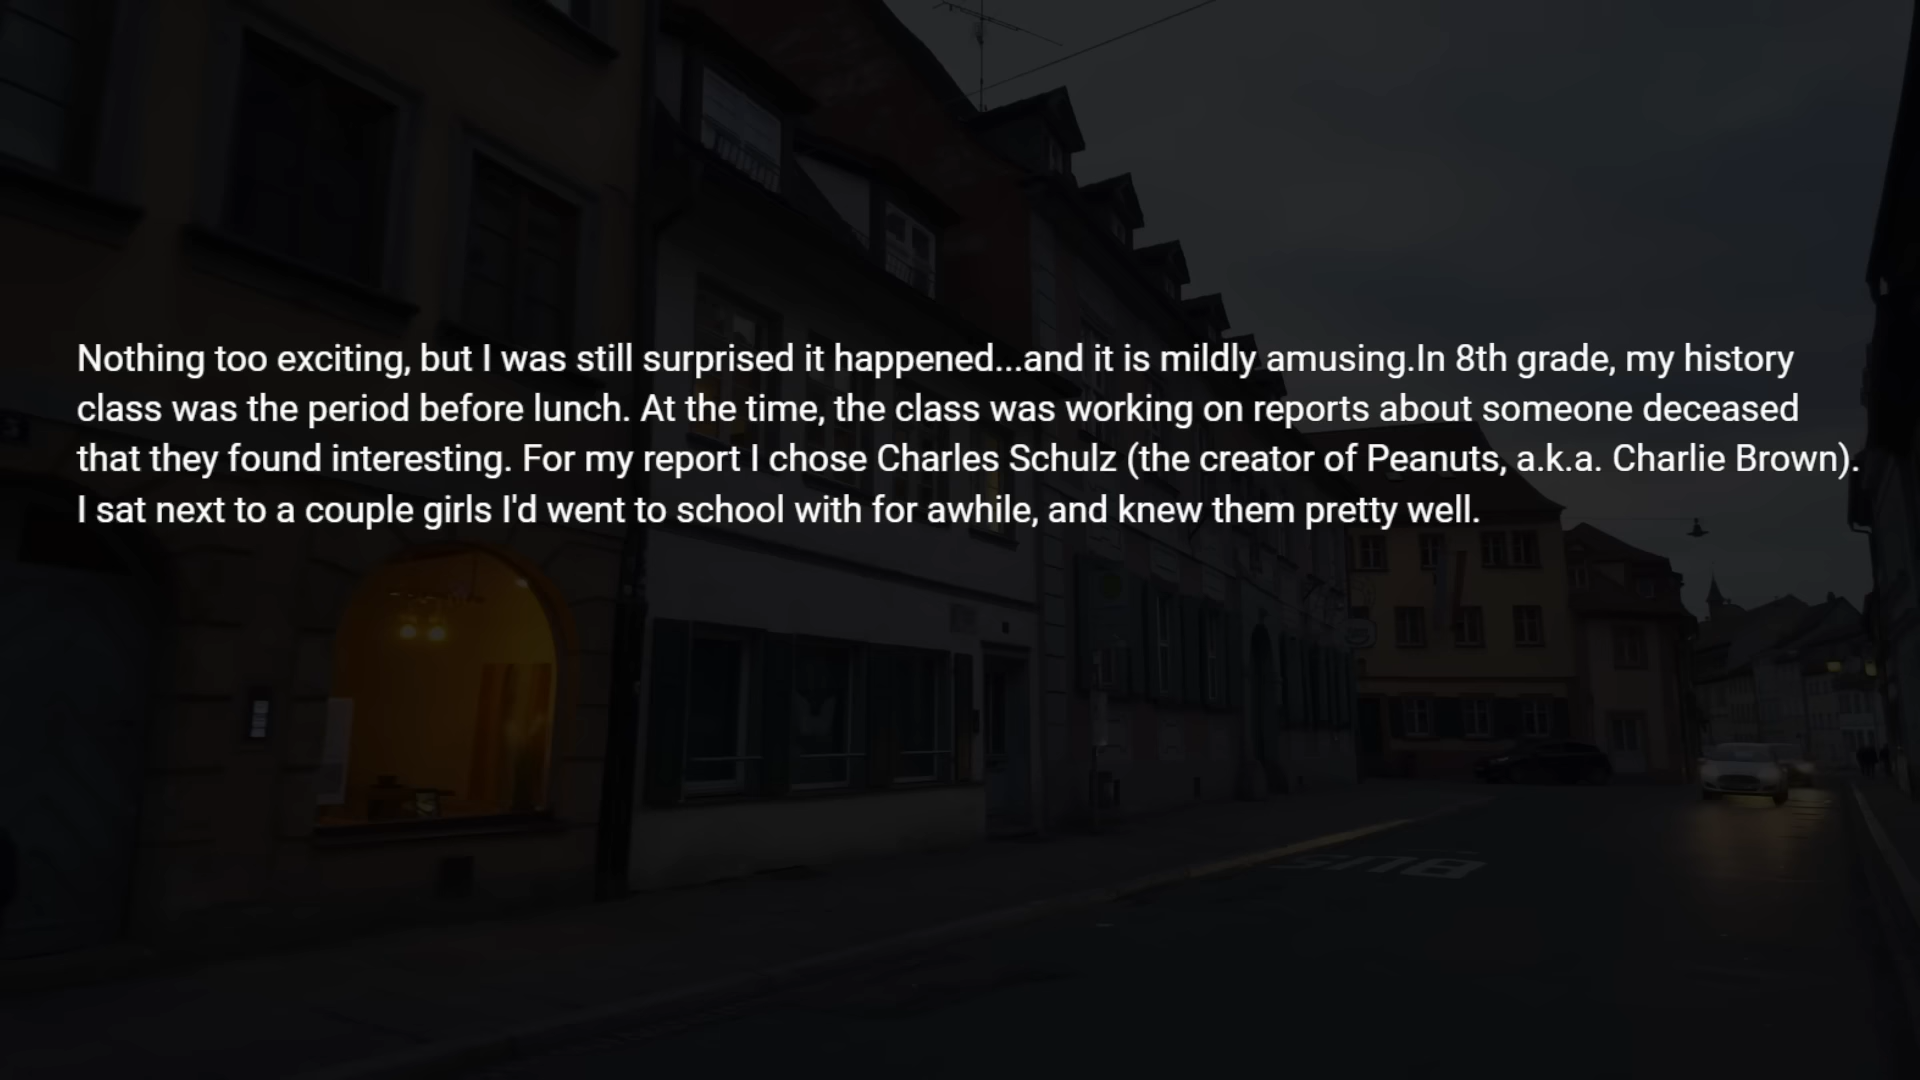 Nothing too exciting, but I was still surprised it happened...and it is mildly amusing.In 8th grade, my history
class was the period before lunch. At the time, the class was working on reports about someone deceased
that they found interesting. For my report I chose Charles Schulz (the creator of Peanuts, a.k.a. Charlie Brown).
I sat next to a couple girls I'd went to school with for awhile, and knew them pretty well.
BUS